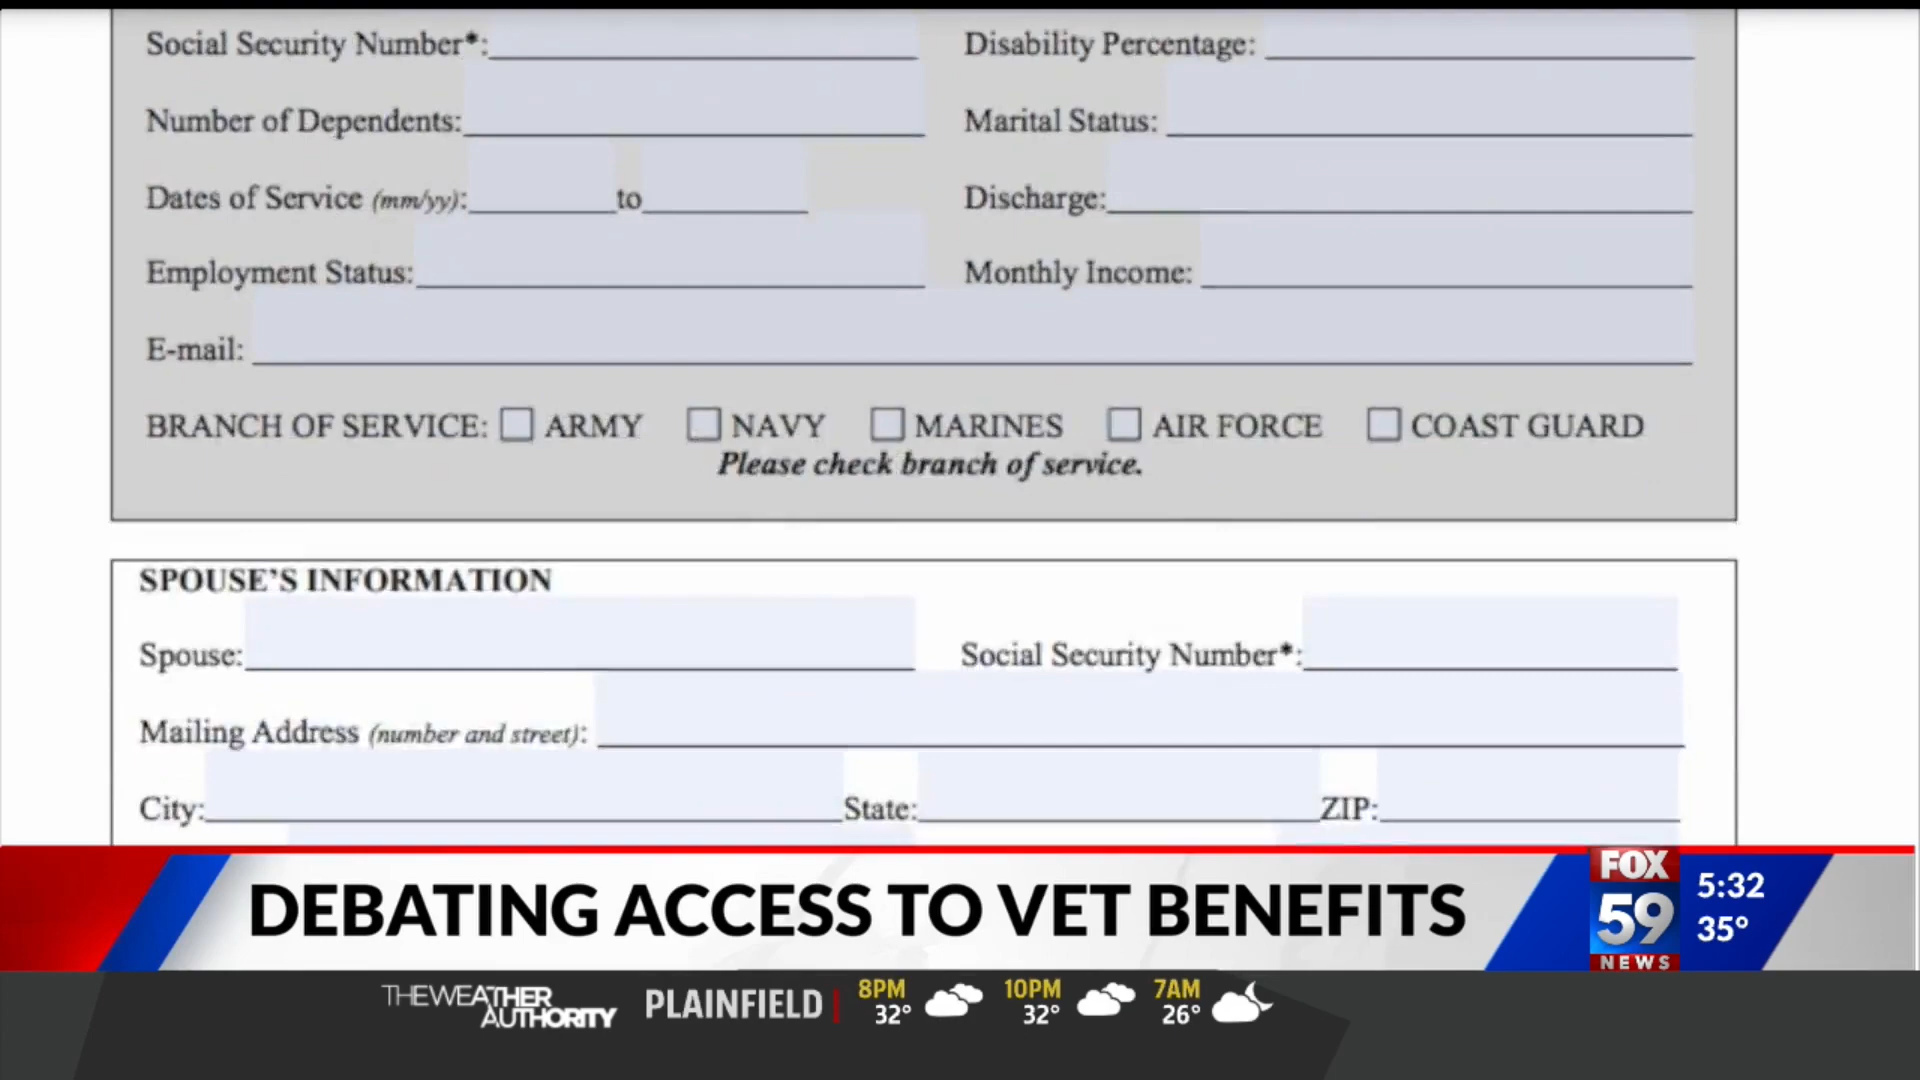 Social Security Number*: Disability Percentage:
Number of Dependents: Marital Status:
Dates of Service (mm/yy): to Discharge:
Employment Status: Monthly Income:
E-mail:
BRANCH OF SERVICE: ARMY NAVY MARINES AIR FORCE COAST GUARD
Please check branch of service.
SPOUSE'S INFORMATION
Spouse: Social Security Number*:
Mailing Address (number and street):
City: State: ZIP:
DEBATING ACCESS TO VET BENEFITS
FOX
59
NEWS
5:32
35°
THE WEATHER
AUTHORITY
PLAINFIELD
8PM
32°
10PM
32°
7AM
26°